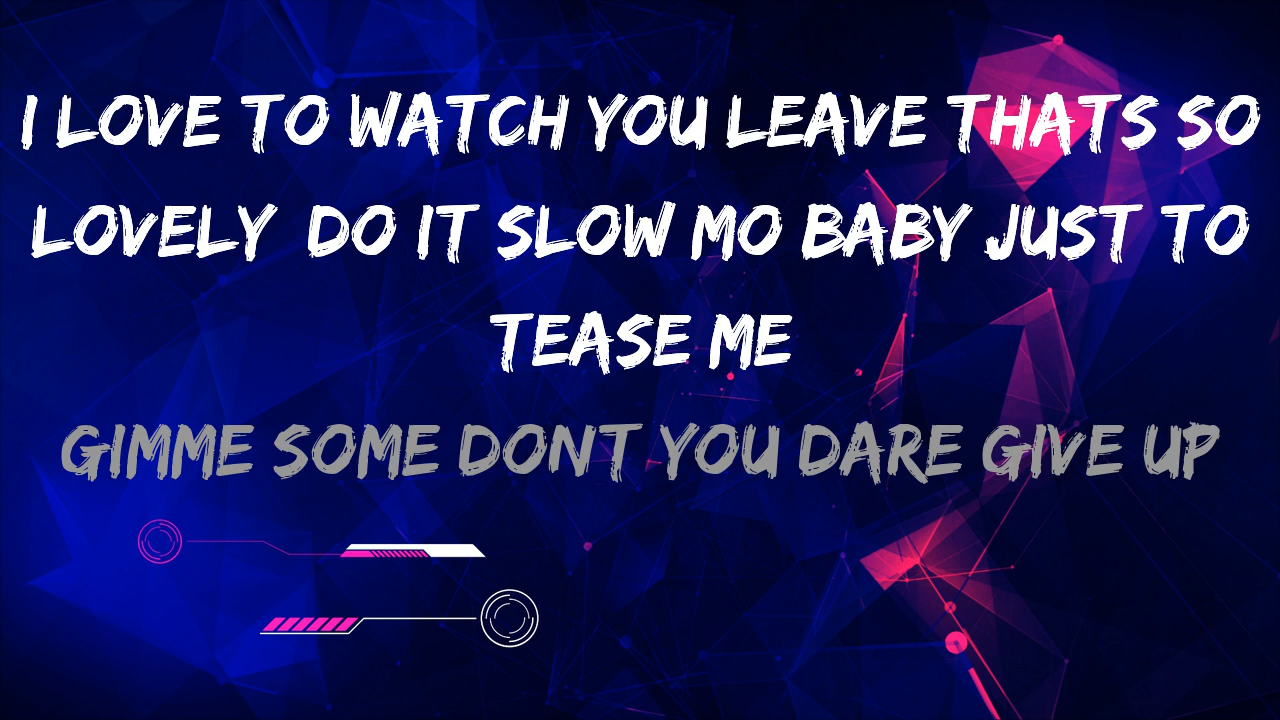 I LOVE TO WATCH YOU LEAVE THATS SO
LOVELY DO IT SLOW MO BABY JUST TO
TEASE ME
GIMME SOME DONT YOU DARE GIVE UP